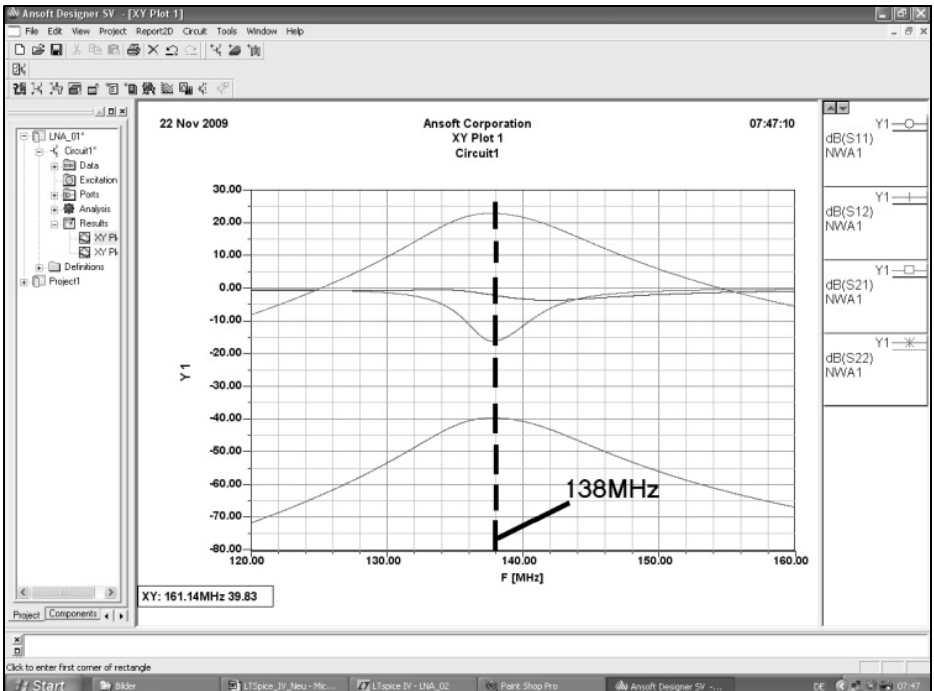 Ansoft Designer SV - [XY Plot 1]
File Edit View Project Report2D Circuit Tools Window Help
LNA_01*
Circuit1*
Data
Excitation
Ports
Analysis
Results
XY Pl
XY Pl
Definitions
Project1
Project Components
22 Nov 2009
Ansoft Corporation
07:47:10
XY Plot 1
Circuit1
30.00
20.00
10.00
0.00
-10.00
-20.00
-30.00
-40.00
-50.00
-60.00
-70.00
-80.00
Y1
138MHz
120.00 130.00 140.00 150.00 160.00
F [MHz]
XY: 161.14MHz 39.83
Y1
dB(S11)
NWA1
Y1
dB(S12)
NWA1
Y1
dB(S21)
NWA1
Y1
dB(S22)
NWA1
Click to enter first corner of rectangle
Start Bilder LTSpice_IV_Neu - Mic... LTspice IV - LNA_02 Paint Shop Pro Ansoft Designer SV -... DE 07:47